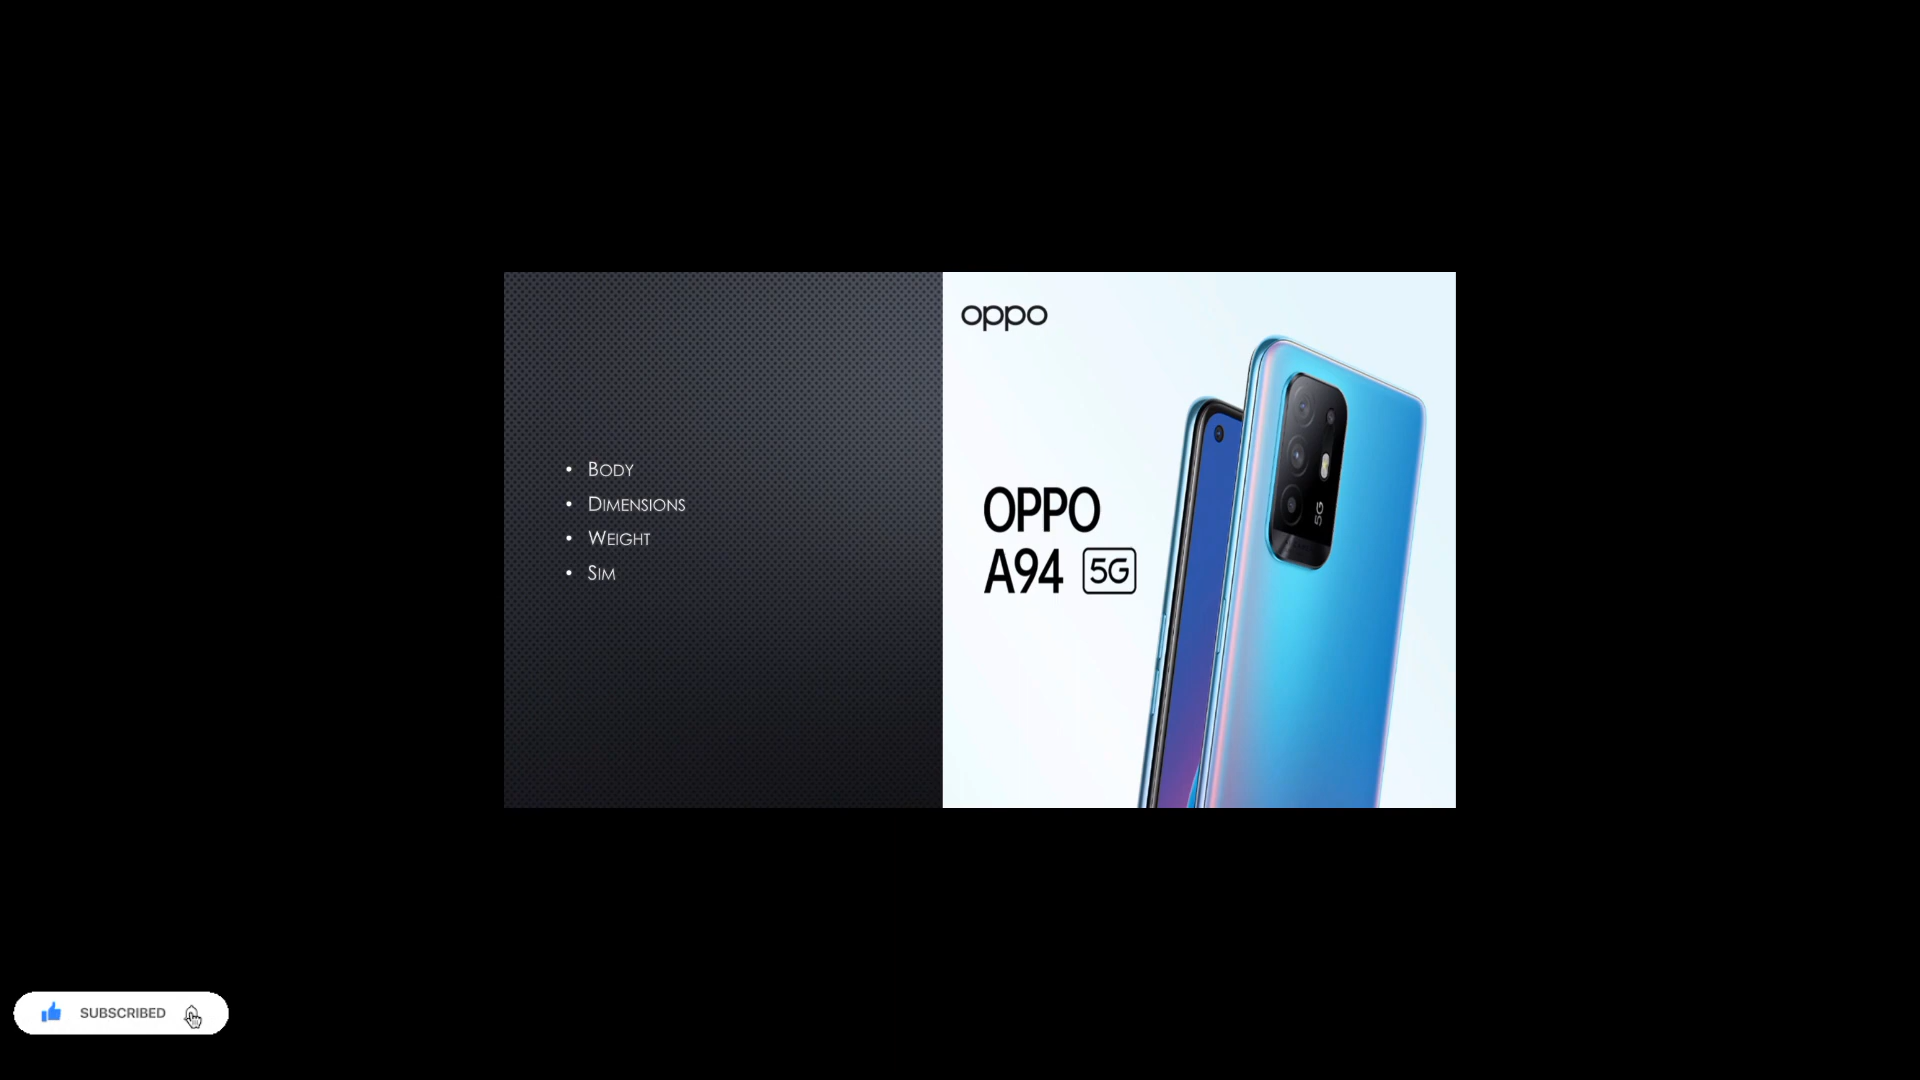 • Body
• Dimensions
• Weight
• Sim
oppo
OPPO
A94 5G
5G
SUBSCRIBED